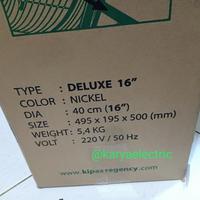 TYPE : DELUXE 16"
COLOR : NICKEL
DIA : 40 cm (16")
SIZE : 495 x 195 x 500 (mm)
WEIGHT: 5,4 KG
VOLT : 220 V / 50 Hz
@karyaelectric
www.kipasregency.com